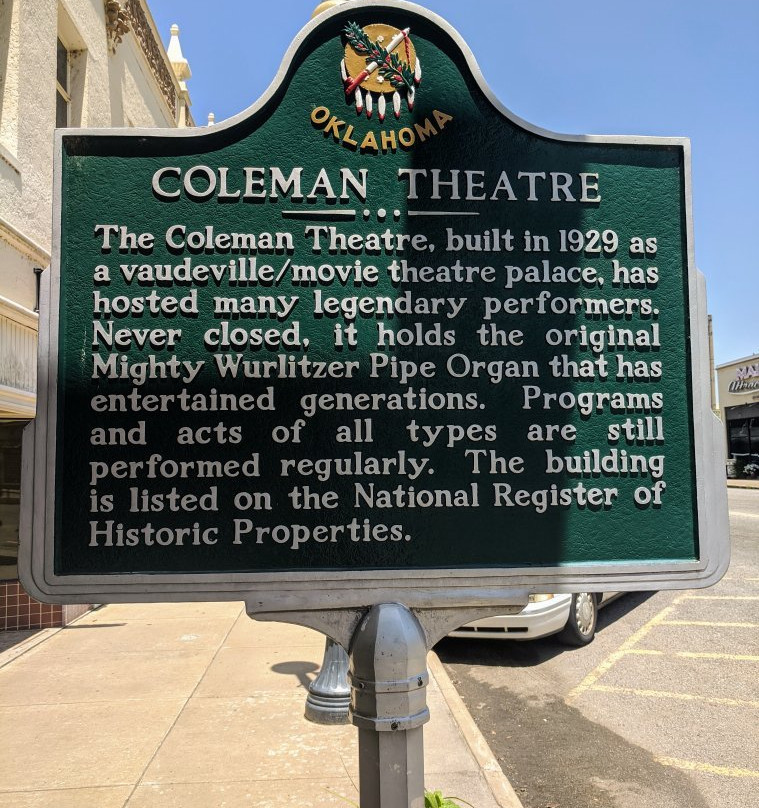 OKLAHOMA
COLEMAN THEATRE
The Coleman Theatre, built in 1929 as
a vaudeville/movie theatre palace, has
hosted many legendary performers.
Never closed, it holds the original
Mighty Wurlitzer Pipe Organ that has
entertained generations. Programs
and acts of all types are still
performed regularly. The building
is listed on the National Register of
Historic Properties.